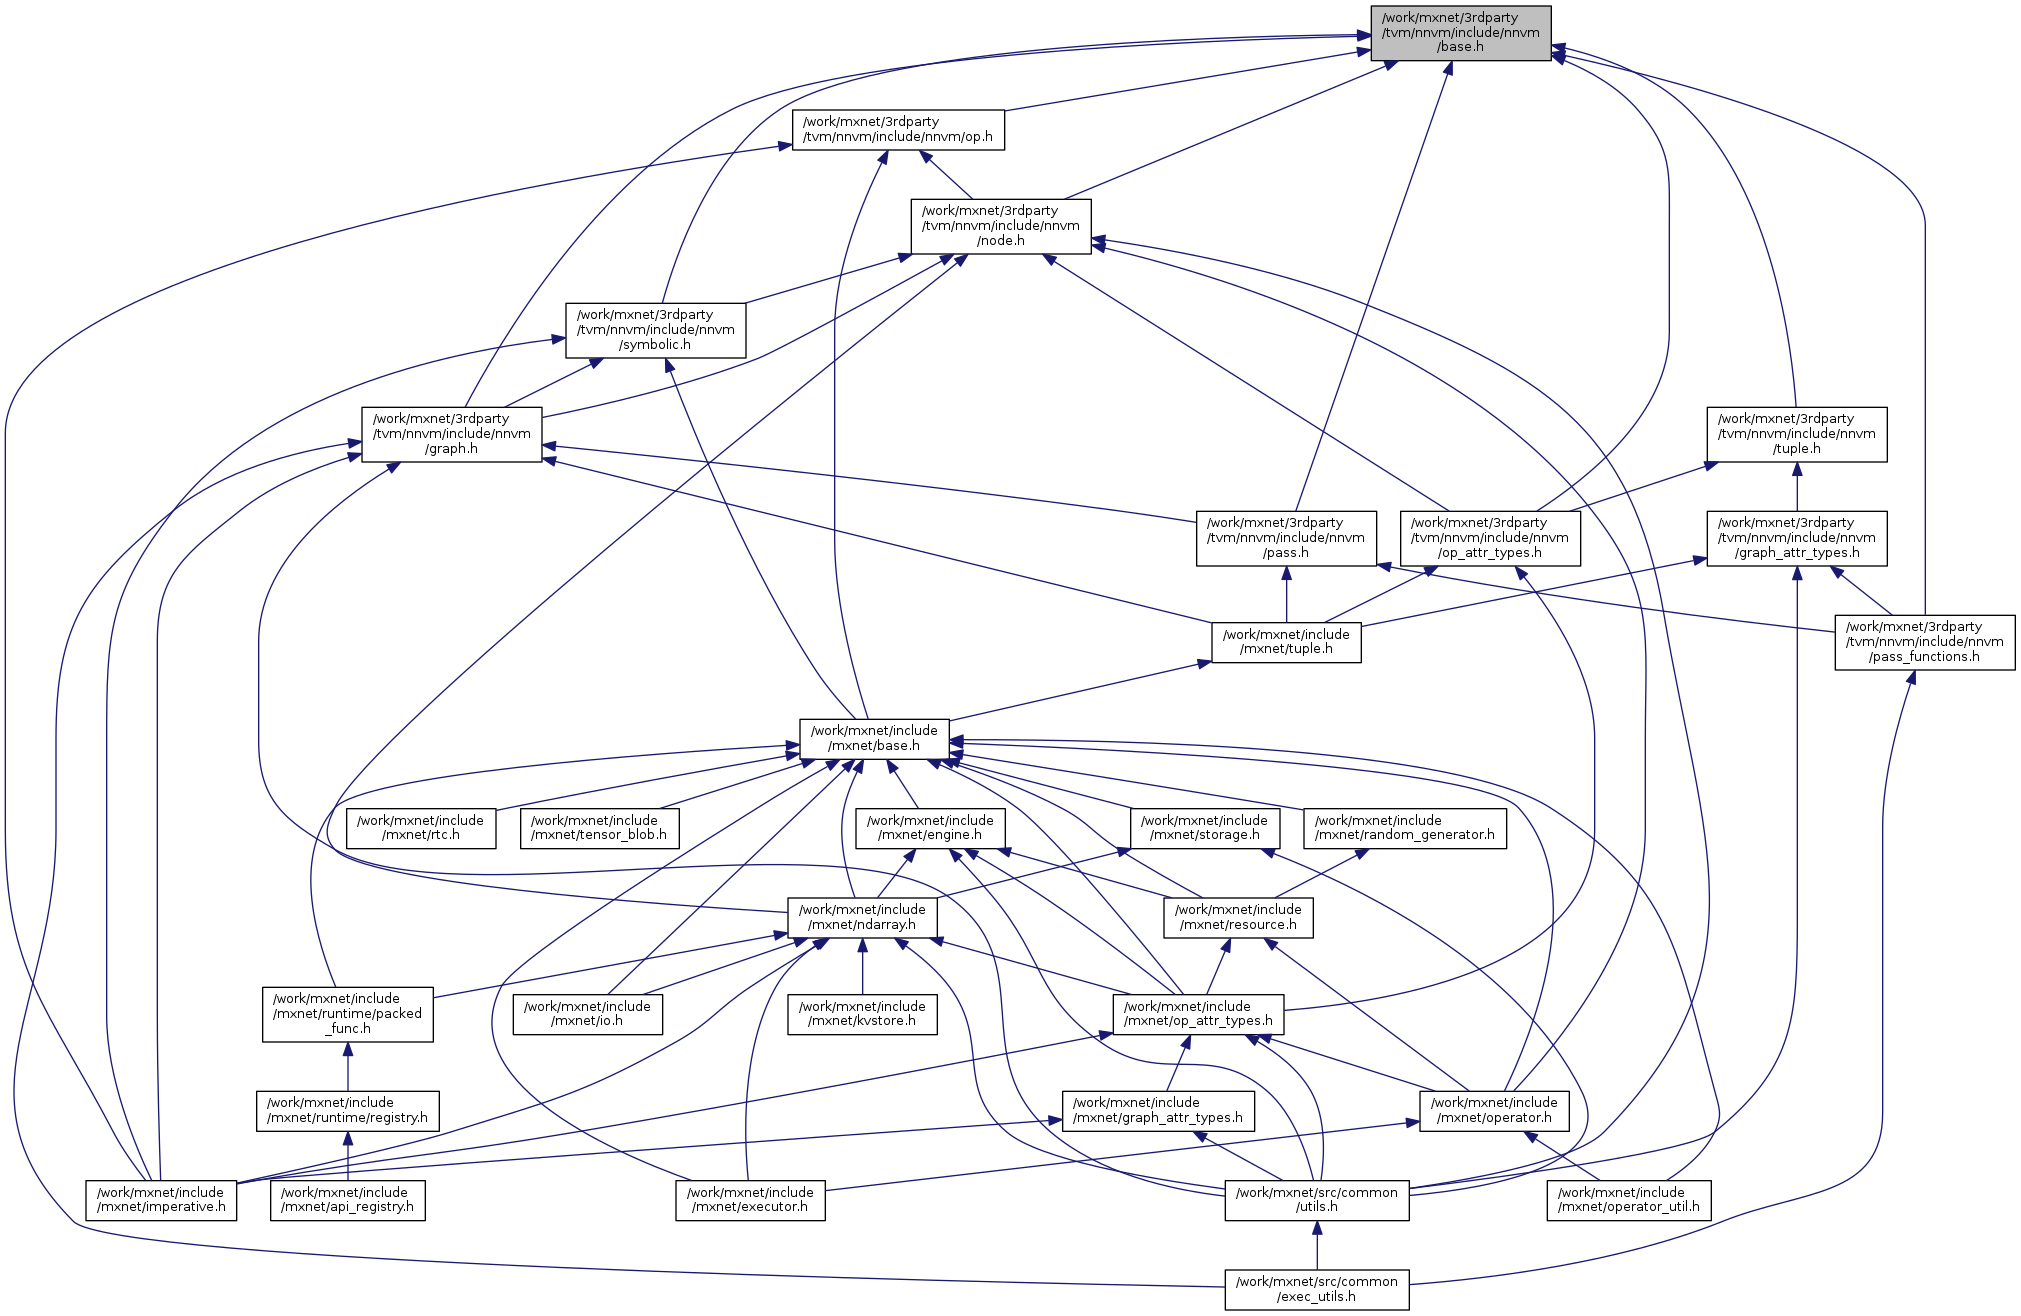 /work/mxnet/3rdparty
/tvm/nnvm/include/nnvm
/base.h
/work/mxnet/3rdparty
/tvm/nnvm/include/nnvm/op.h
/work/mxnet/3rdparty
/tvm/nnvm/include/nnvm
/node.h
/work/mxnet/3rdparty
/tvm/nnvm/include/nnvm
/symbolic.h
/work/mxnet/3rdparty
/tvm/nnvm/include/nnvm
/graph.h
/work/mxnet/3rdparty
/tvm/nnvm/include/nnvm
/tuple.h
/work/mxnet/3rdparty
/tvm/nnvm/include/nnvm
/pass.h
/work/mxnet/3rdparty
/tvm/nnvm/include/nnvm
/op_attr_types.h
/work/mxnet/3rdparty
/tvm/nnvm/include/nnvm
/graph_attr_types.h
/work/mxnet/include
/mxnet/tuple.h
/work/mxnet/3rdparty
/tvm/nnvm/include/nnvm
/pass_functions.h
/work/mxnet/include
/mxnet/base.h
/work/mxnet/include
/mxnet/rtc.h
/work/mxnet/include
/mxnet/tensor_blob.h
/work/mxnet/include
/mxnet/engine.h
/work/mxnet/include
/mxnet/storage.h
/work/mxnet/include
/mxnet/random_generator.h
/work/mxnet/include
/mxnet/ndarray.h
/work/mxnet/include
/mxnet/resource.h
/work/mxnet/include
/mxnet/runtime/packed
_func.h
/work/mxnet/include
/mxnet/io.h
/work/mxnet/include
/mxnet/kvstore.h
/work/mxnet/include
/mxnet/op_attr_types.h
/work/mxnet/include
/mxnet/runtime/registry.h
/work/mxnet/include
/mxnet/graph_attr_types.h
/work/mxnet/include
/mxnet/operator.h
/work/mxnet/include
/mxnet/imperative.h
/work/mxnet/include
/mxnet/api_registry.h
/work/mxnet/include
/mxnet/executor.h
/work/mxnet/src/common
/utils.h
/work/mxnet/include
/mxnet/operator_util.h
/work/mxnet/src/common
/exec_utils.h